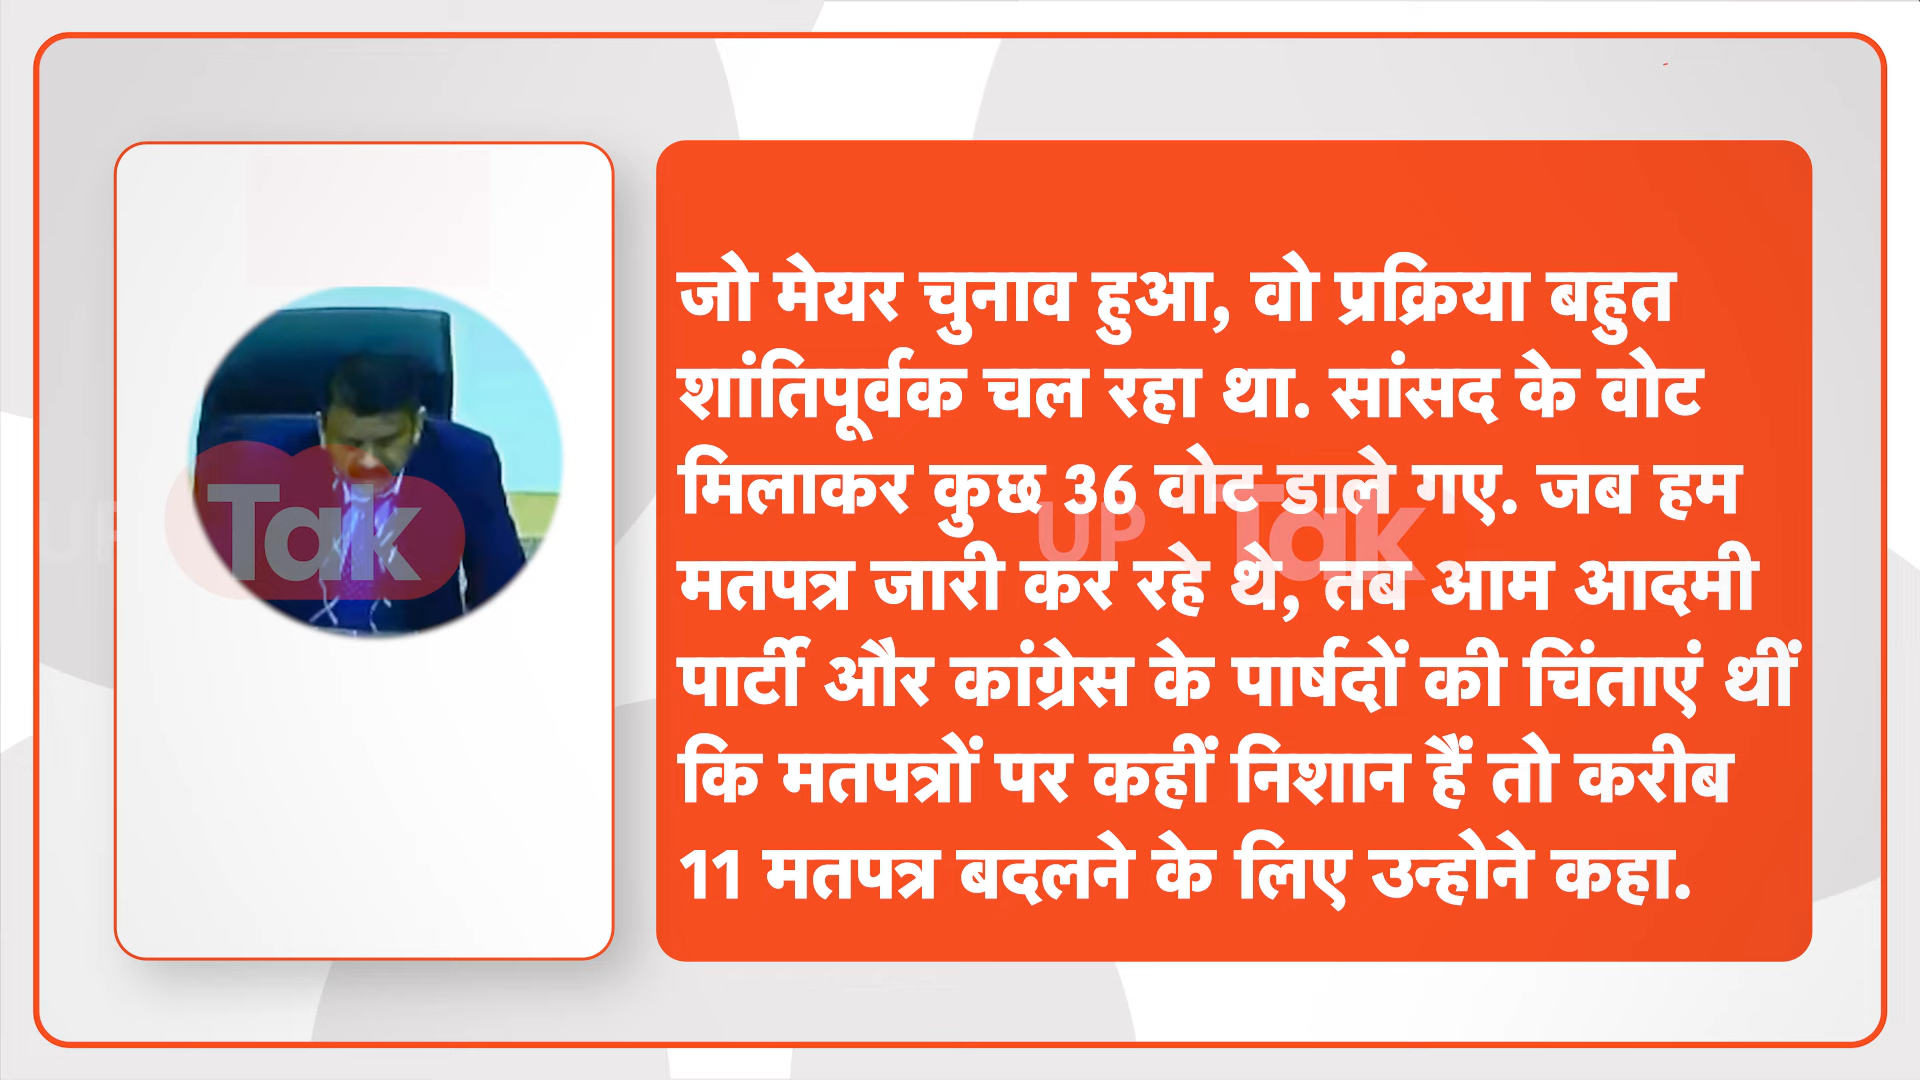 जो मेयर चुनाव हुआ, वो प्रक्रिया बहुत
शांतिपूर्वक चल रहा था. सांसद के वोट
मिलाकर कुछ 36 वोट डाले गए. जब हम
मतपत्र जारी कर रहे थे, तब आम आदमी
पार्टी और कांग्रेस के पार्षदों की चिंताएं थीं
कि मतपत्रों पर कहीं निशान हैं तो करीब
11 मतपत्र बदलने के लिए उन्होने कहा.
UP Tak
UP Tak